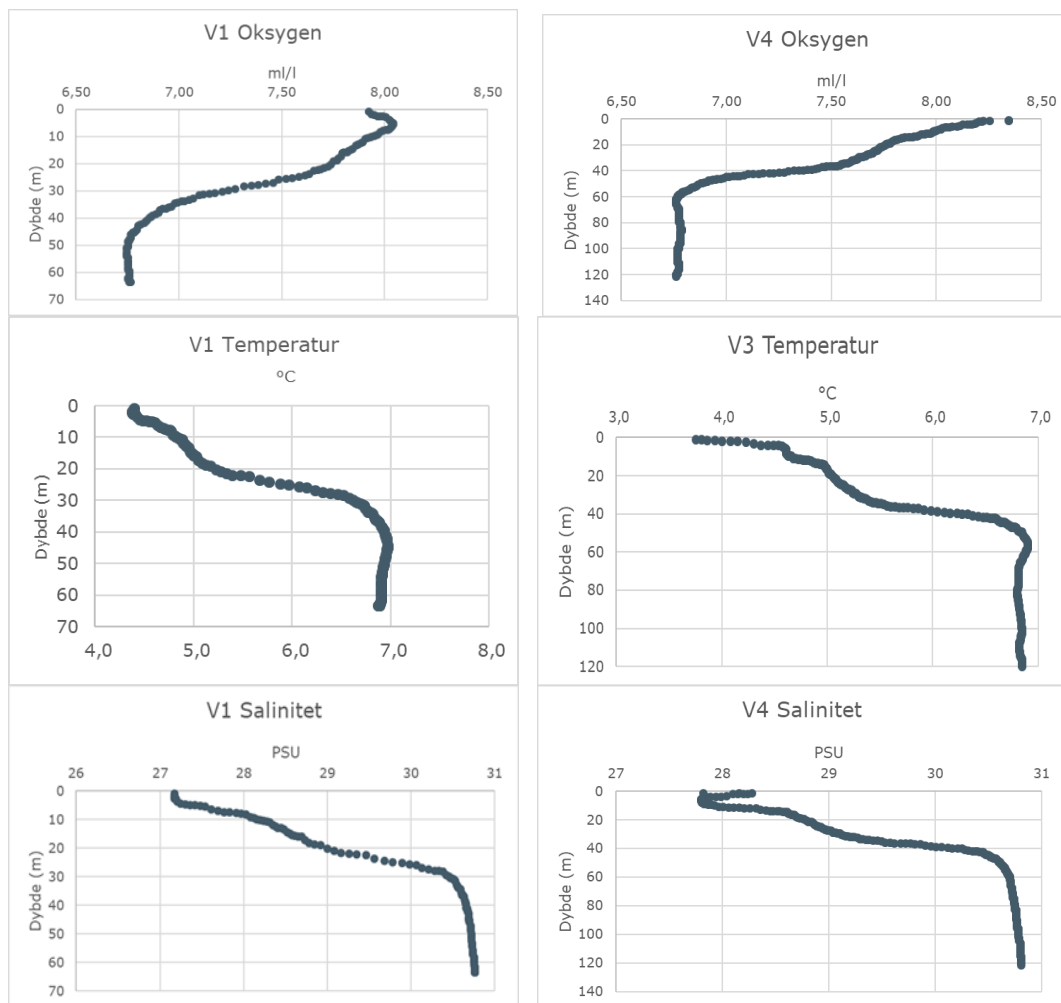 V1 Oksygen
ml/l
6,50 7,00 7,50 8,00 8,50
0
10
20
30
40
50
60
70
Dybde (m)
V4 Oksygen
ml/l
6,50 7,00 7,50 8,00 8,50
0
20
40
60
80
100
120
140
Dybde (m)
V1 Temperatur
°C
0
10
20
30
40
50
60
70
4,0 5,0 6,0 7,0 8,0
Dybde (m)
V3 Temperatur
°C
3,0 4,0 5,0 6,0 7,0
0
20
40
60
80
100
120
Dybde (m)
V1 Salinitet
PSU
26 27 28 29 30 31
0
10
20
30
40
50
60
70
Dybde (m)
V4 Salinitet
PSU
27 28 29 30 31
0
20
40
60
80
100
120
140
Dybde (m)